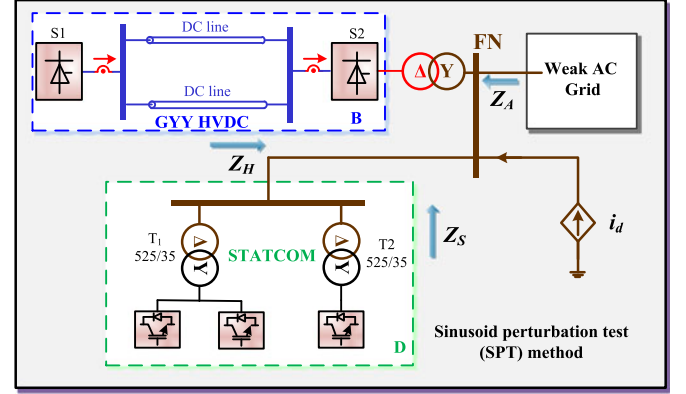 S1
DC line
S2
FN
Δ
Y
Weak AC
Grid
Z_A
DC line
GYY HVDC
B
Z_H
T₁
525/35
Δ
Y
STATCOM
Δ
Y
T2
525/35
Z_S
i_d
D
Sinusoid perturbation test
(SPT) method